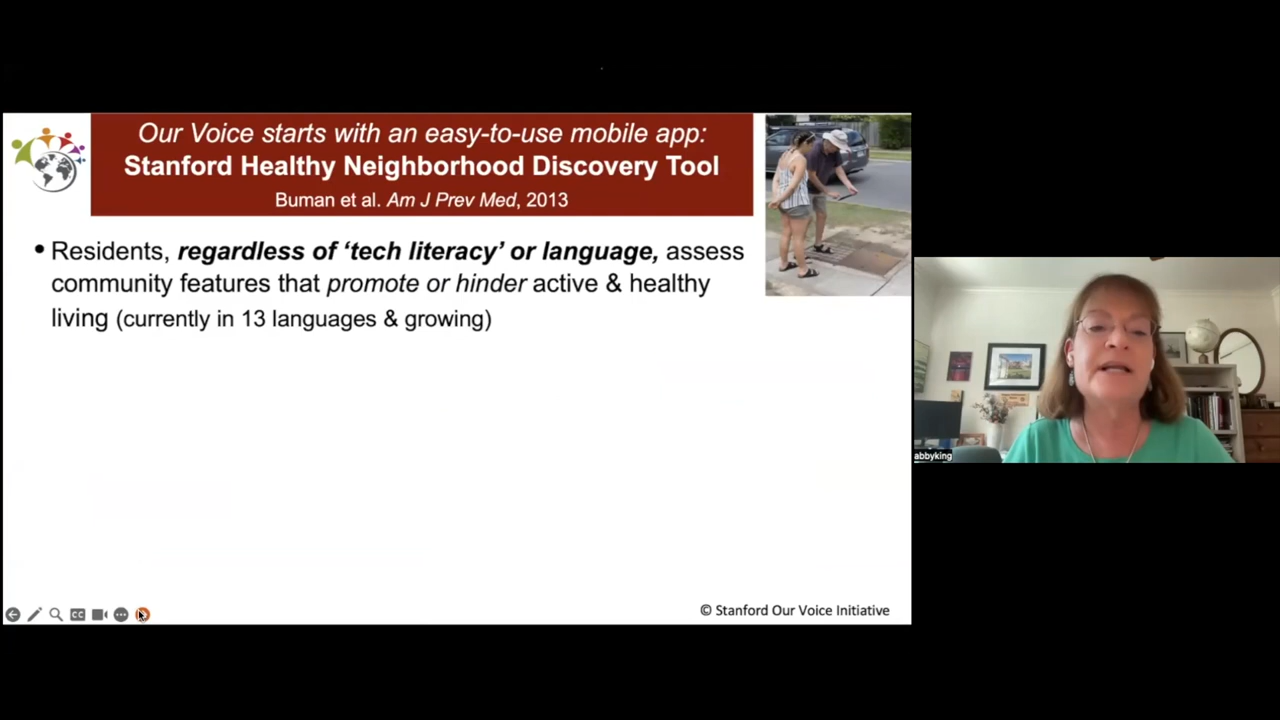 Our Voice starts with an easy-to-use mobile app:
Stanford Healthy Neighborhood Discovery Tool
Buman et al. Am J Prev Med, 2013
• Residents, regardless of ‘tech literacy’ or language, assess
community features that promote or hinder active & healthy
living (currently in 13 languages & growing)
abbyking
CC
© Stanford Our Voice Initiative